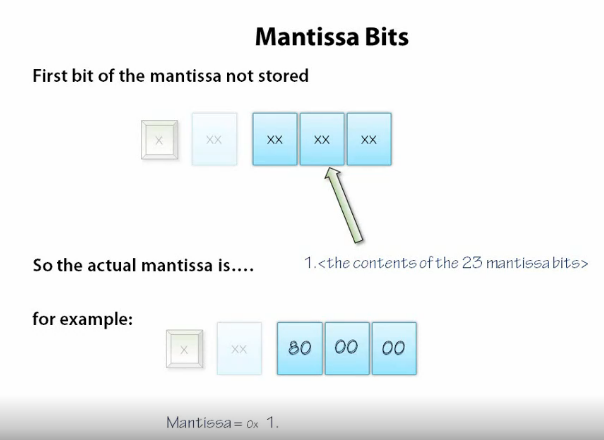 Mantissa Bits
First bit of the mantissa not stored
x xx xx xx xx
So the actual mantissa is.... 1.<the contents of the 23 mantissa bits>
for example:
x xx 80 00 00
Mantissa = 0x 1.